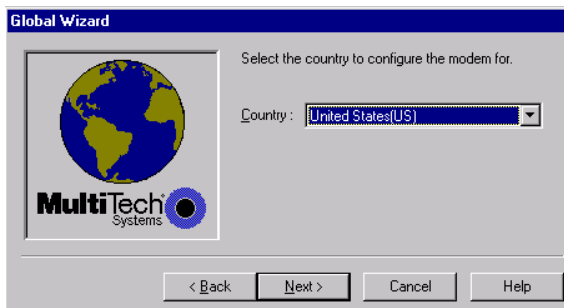 Global Wizard
Select the country to configure the modem for.
Country : United States(US)
MultiTech
Systems
< Back Next > Cancel Help